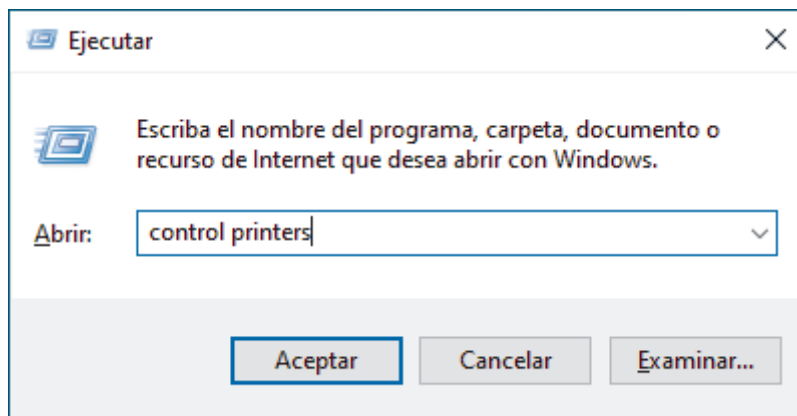 Ejecutar
Escriba el nombre del programa, carpeta, documento o
recurso de Internet que desea abrir con Windows.
Abrir: control printers
Aceptar Cancelar Examinar...